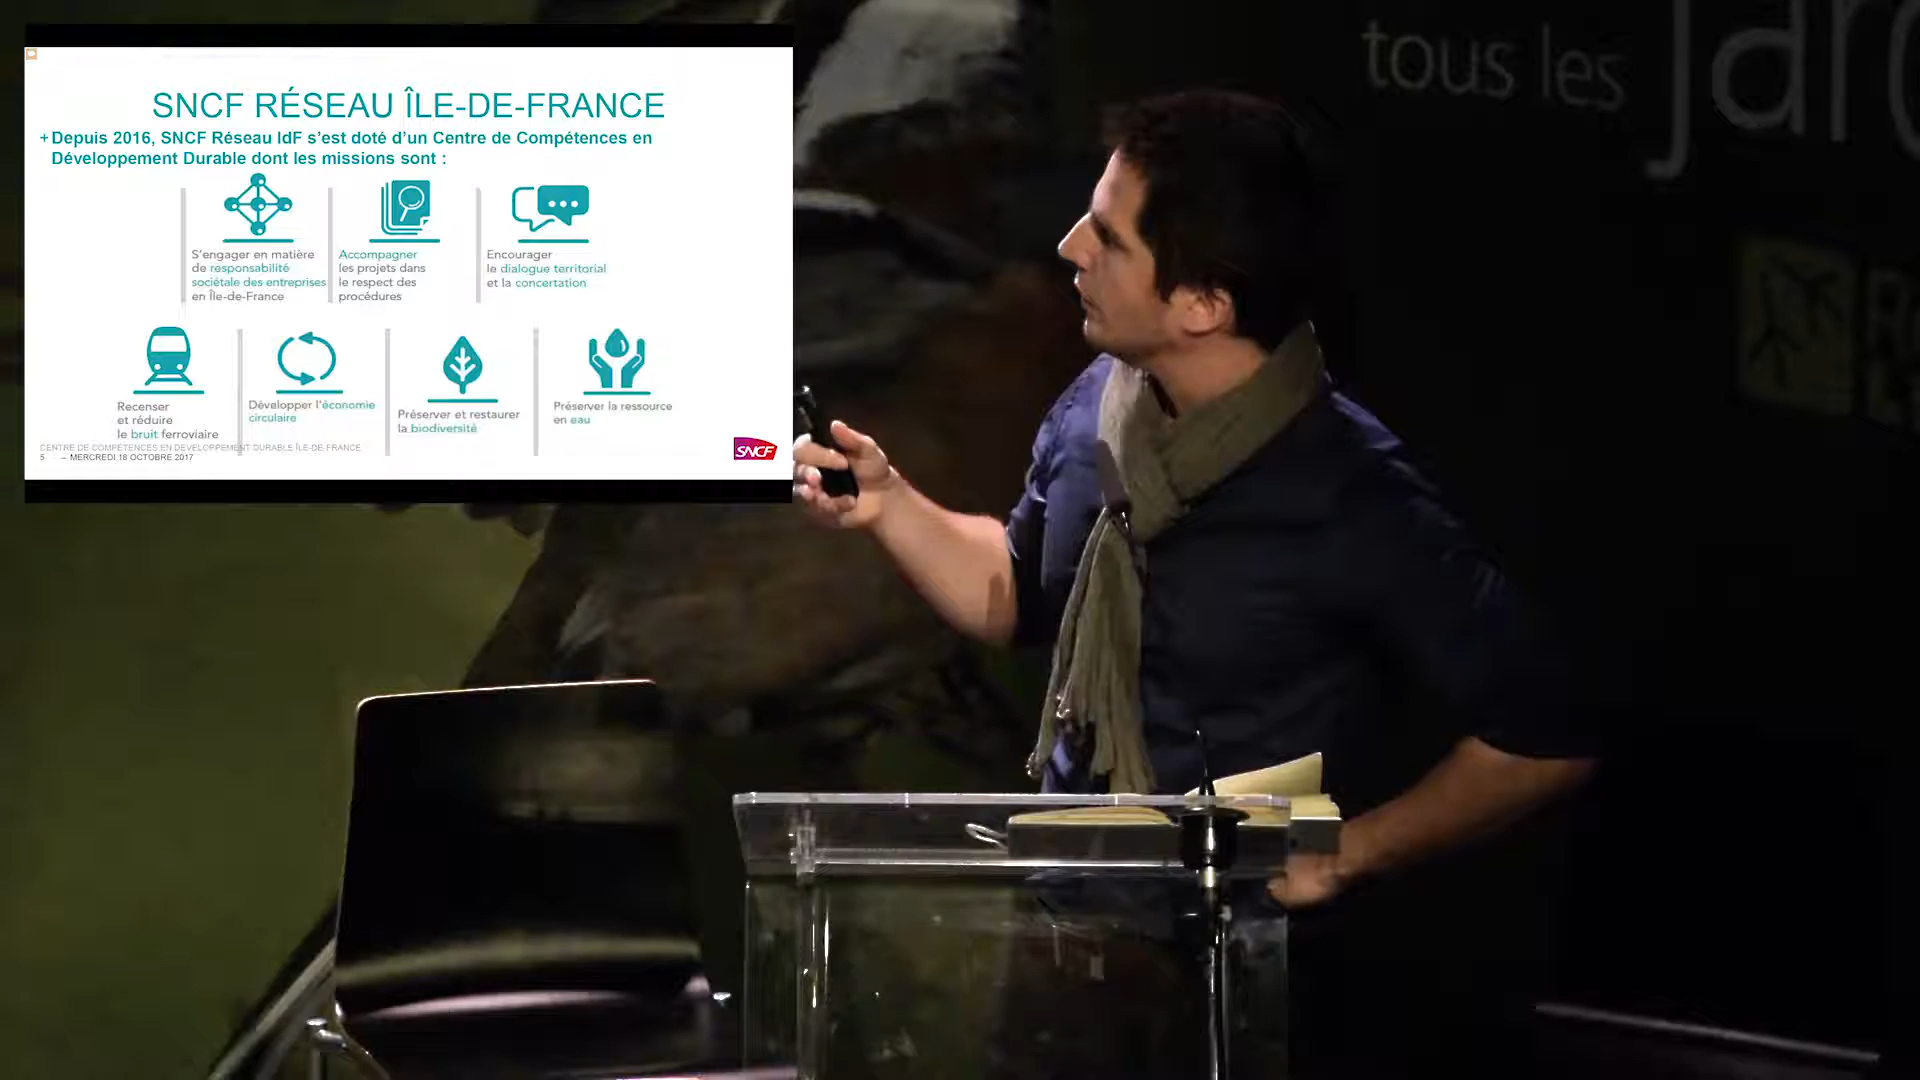 SNCF RÉSEAU ÎLE-DE-FRANCE
+ Depuis 2016, SNCF Réseau IdF s'est doté d'un Centre de Compétences en
Développement Durable dont les missions sont :
S'engager en matière
de responsabilité
sociétale des entreprises
en Île-de-France
Accompagner
les projets dans
le respect des
procédures
Encourager
le dialogue territorial
et la concertation
Recenser
et réduire
le bruit ferroviaire
Développer l'économie
circulaire
Préserver et restaurer
la biodiversité
Préserver la ressource
en eau
CENTRE DE COMPÉTENCES EN DÉVELOPPEMENT DURABLE ÎLE-DE-FRANCE
5 – MERCREDI 18 OCTOBRE 2017
SNCF
tous les